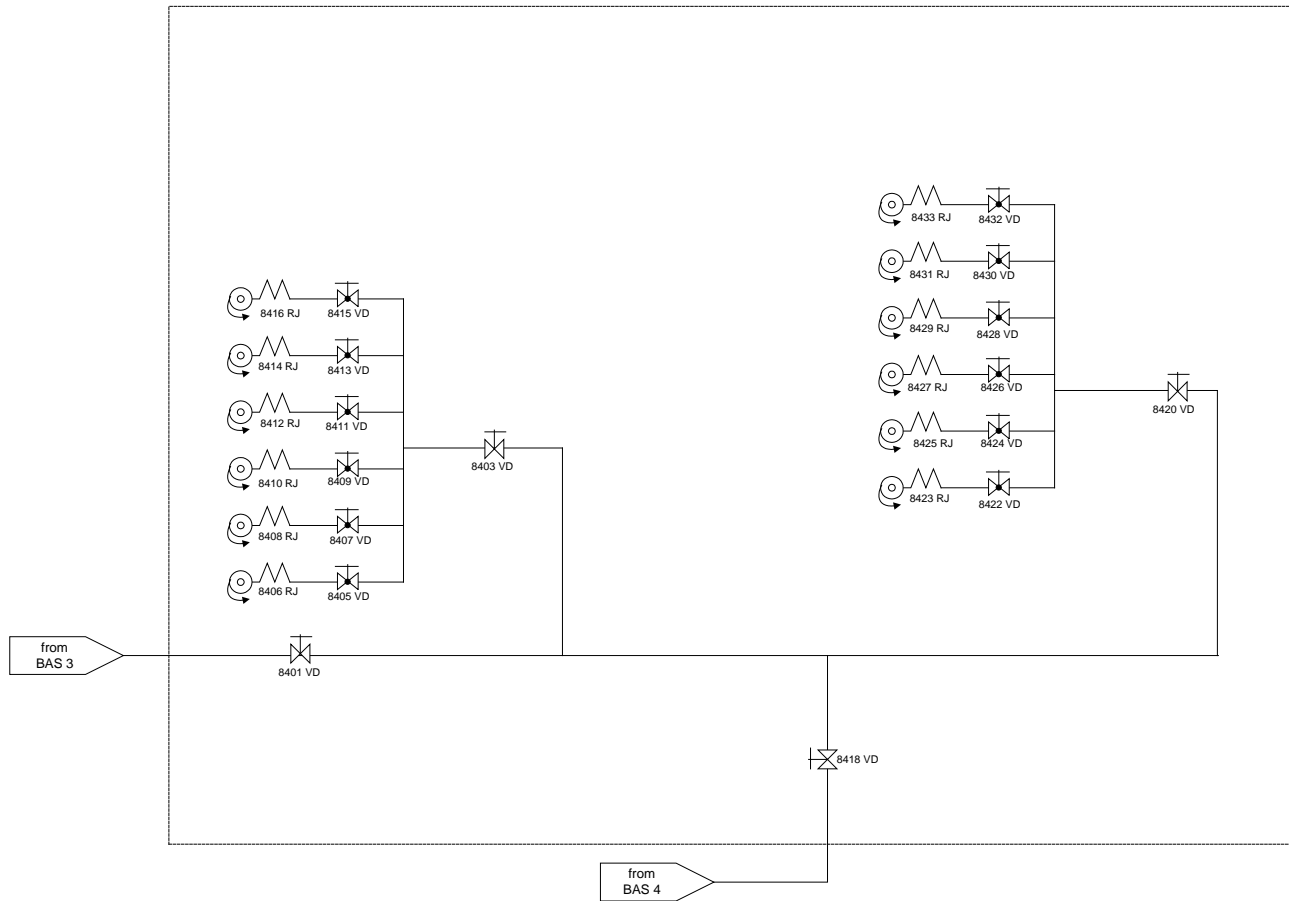 8433 RJ 8432 VD
8431 RJ 8430 VD
8429 RJ 8428 VD
8427 RJ 8426 VD
8425 RJ 8424 VD
8423 RJ 8422 VD
8420 VD
8416 RJ 8415 VD
8414 RJ 8413 VD
8412 RJ 8411 VD
8410 RJ 8409 VD
8408 RJ 8407 VD
8406 RJ 8405 VD
8403 VD
from
BAS 3
8401 VD
8418 VD
from
BAS 4